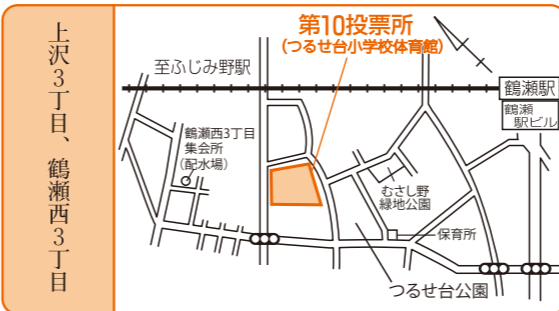 上沢3丁目、鶴瀬西3丁目
第10投票所
(つるせ台小学校体育館)
至ふじみ野駅
鶴瀬駅
鶴瀬
駅ビル
鶴瀬西3丁目
集会所
(配水場)
むさし野
緑地公園
保育所
つるせ台公園